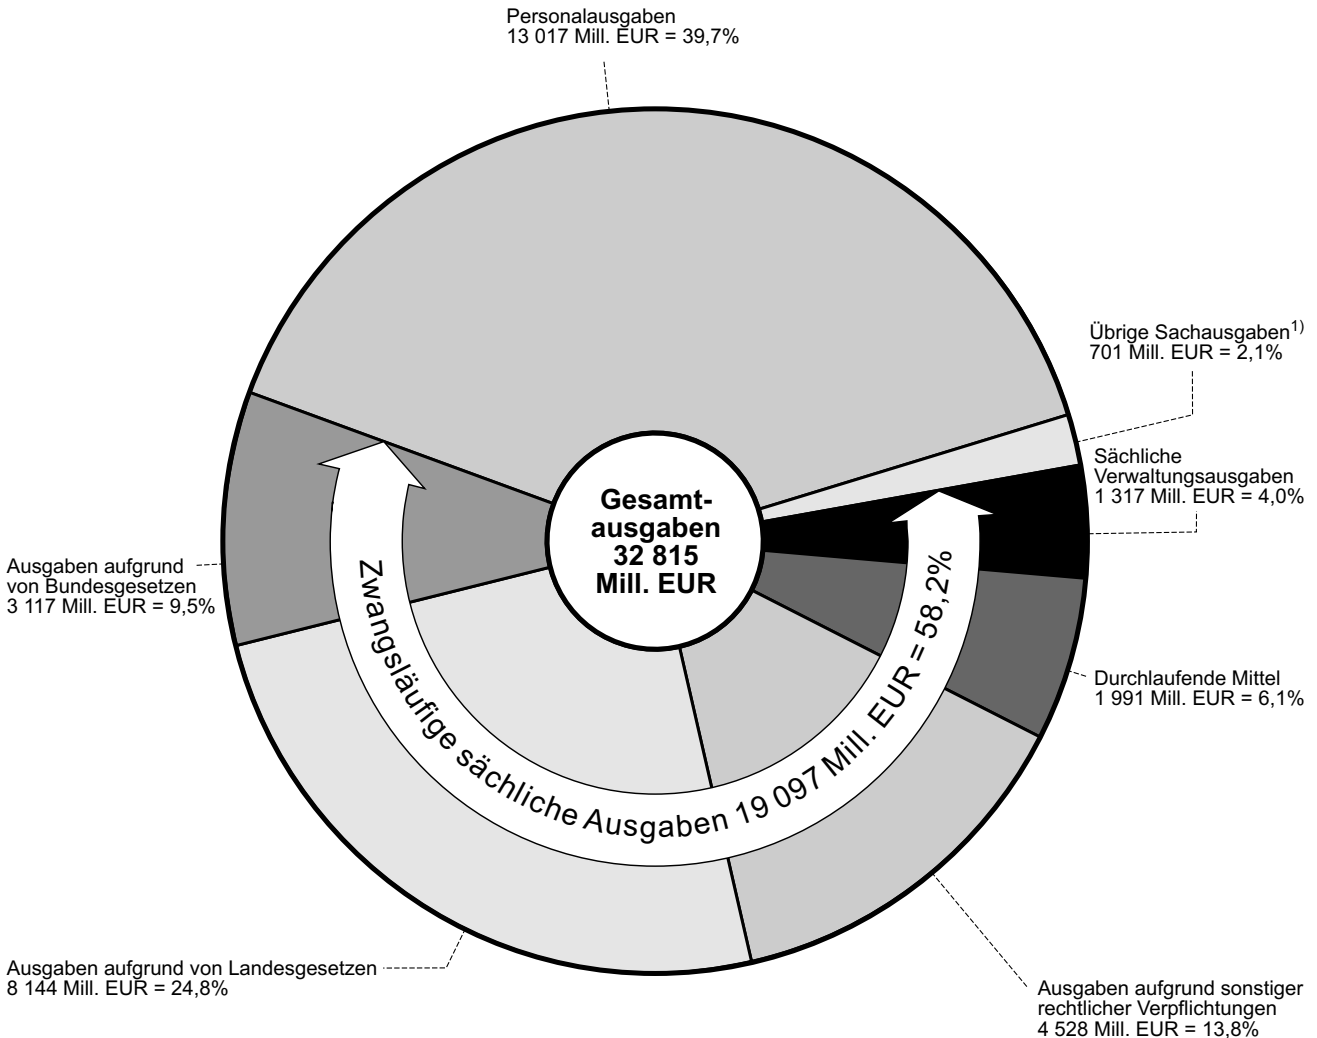 Personalausgaben
13 017 Mill. EUR = 39,7%
Übrige Sachausgaben1)
701 Mill. EUR = 2,1%
Sächliche
Verwaltungsausgaben
1 317 Mill. EUR = 4,0%
Gesamt-
ausgaben
32 815
Mill. EUR
Ausgaben aufgrund
von Bundesgesetzen
3 117 Mill. EUR = 9,5%
Zwangsläufige sächliche Ausgaben 19 097 Mill. EUR = 58,2%
Durchlaufende Mittel
1 991 Mill. EUR = 6,1%
Ausgaben aufgrund von Landesgesetzen
8 144 Mill. EUR = 24,8%
Ausgaben aufgrund sonstiger
rechtlicher Verpflichtungen
4 528 Mill. EUR = 13,8%